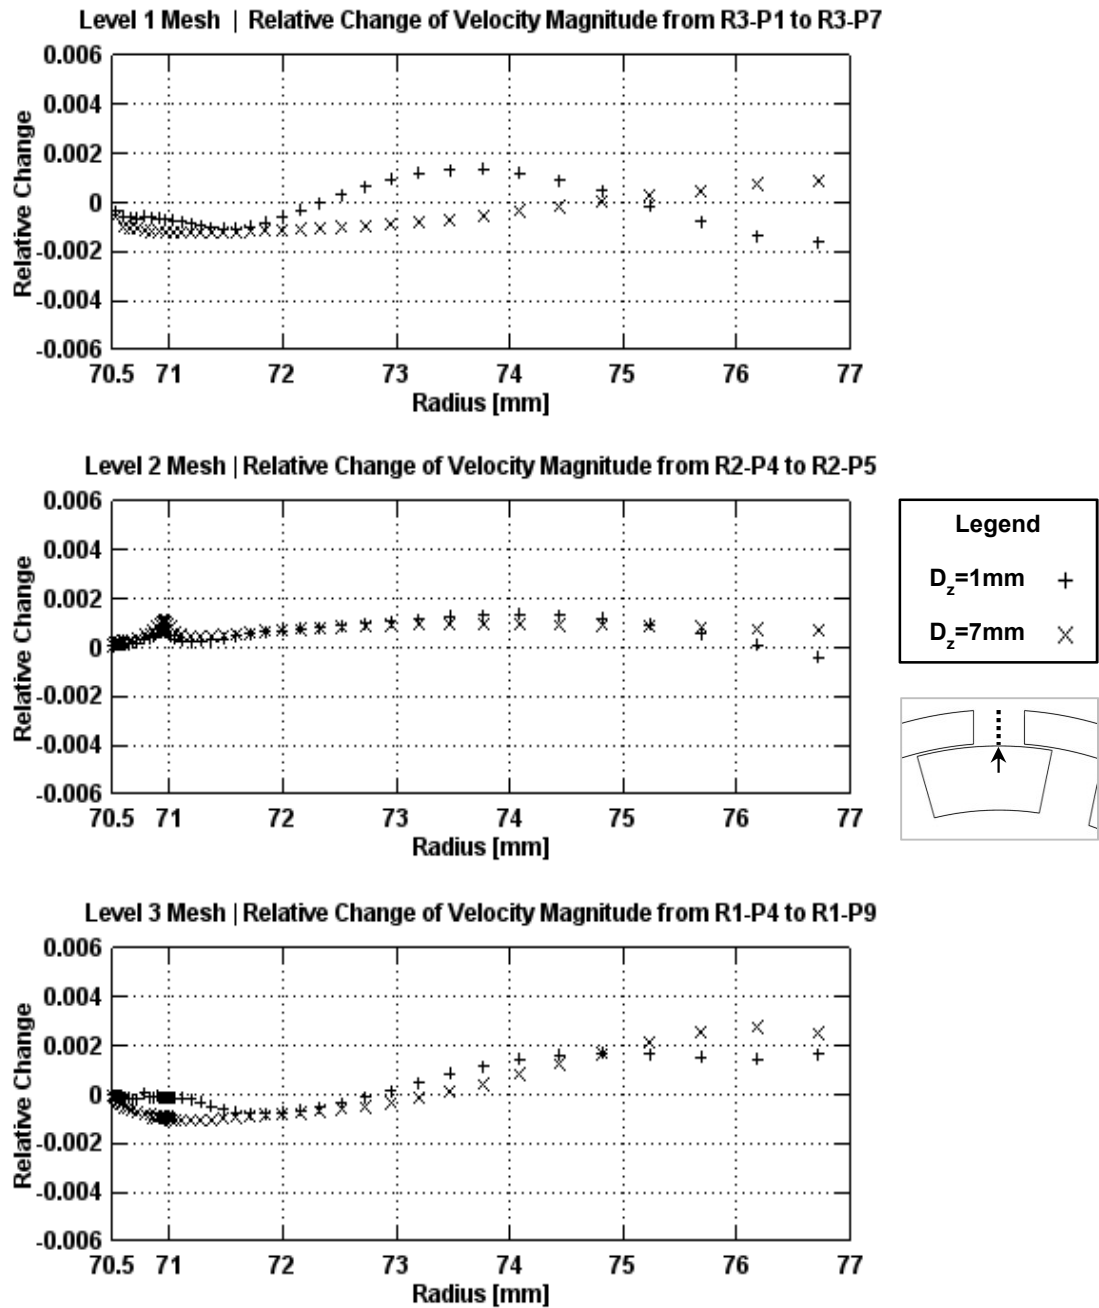 Level 1 Mesh | Relative Change of Velocity Magnitude from R3-P1 to R3-P7
Relative Change
0.006
0.004
0.002
0
-0.002
-0.004
-0.006
70.5 71 72 73 74 75 76 77
Radius [mm]
Level 2 Mesh | Relative Change of Velocity Magnitude from R2-P4 to R2-P5
Relative Change
0.006
0.004
0.002
0
-0.002
-0.004
-0.006
70.5 71 72 73 74 75 76 77
Radius [mm]
Legend
D_z=1mm +
D_z=7mm ×
Level 3 Mesh | Relative Change of Velocity Magnitude from R1-P4 to R1-P9
Relative Change
0.006
0.004
0.002
0
-0.002
-0.004
-0.006
70.5 71 72 73 74 75 76 77
Radius [mm]